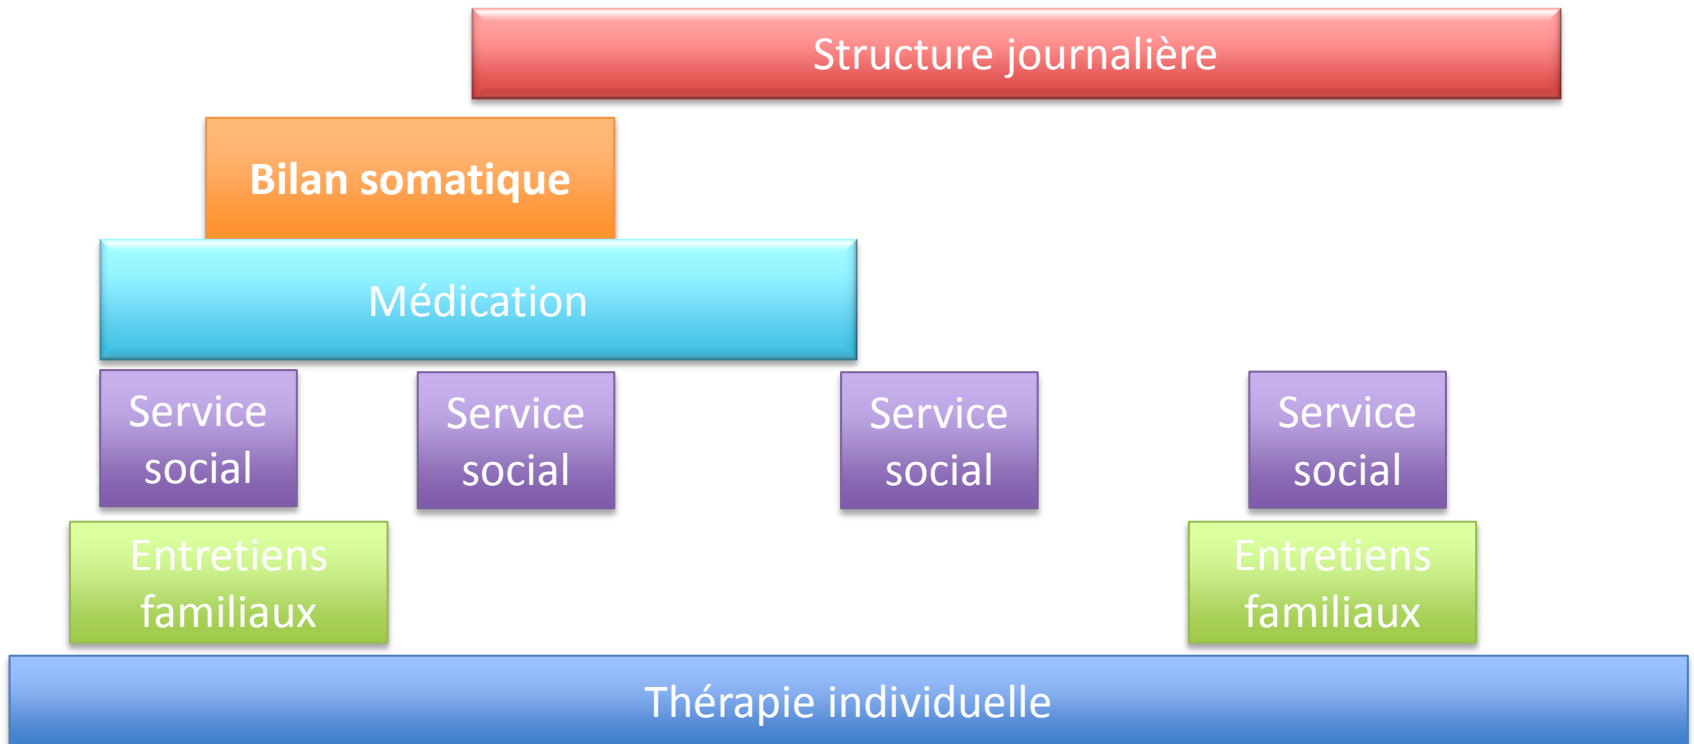 Structure journalière
Bilan somatique
Médication
Service
social
Service
social
Service
social
Service
social
Entretiens
familiaux
Entretiens
familiaux
Thérapie individuelle